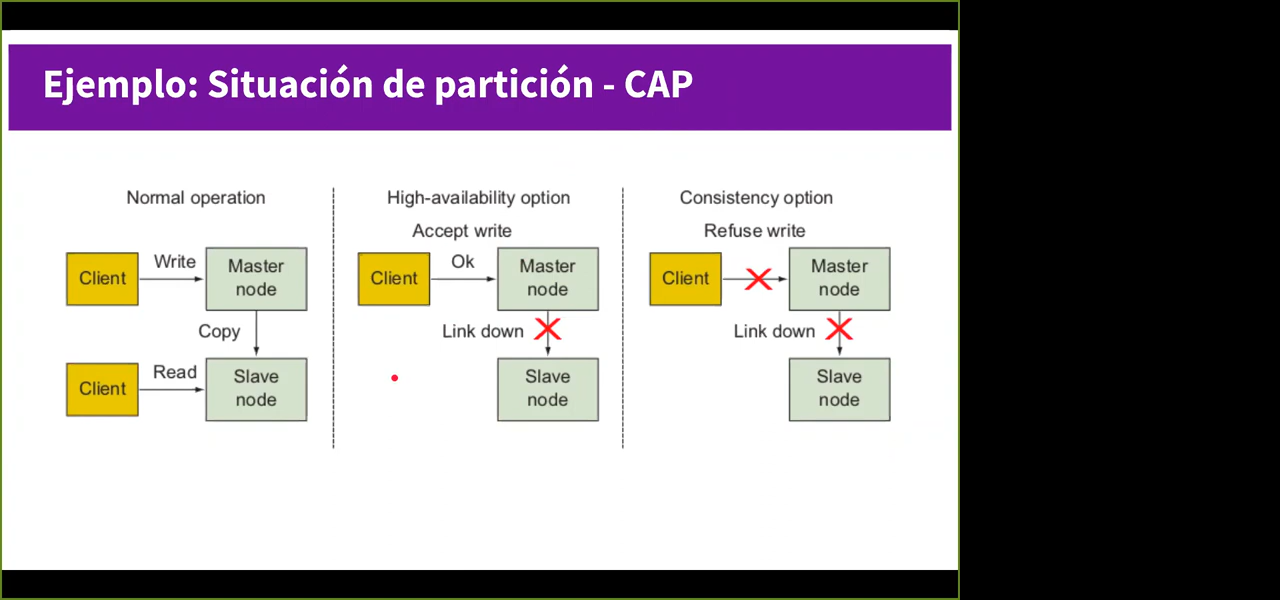 Ejemplo: Situación de partición - CAP
Normal operation
Client
Write
Master
node
Copy
Client
Read
Slave
node
High-availability option
Accept write
Client
Ok
Master
node
Link down
Slave
node
Consistency option
Refuse write
Client
Master
node
Link down
Slave
node